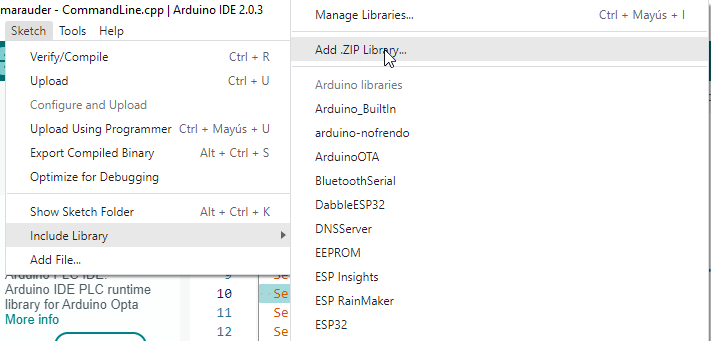 marauder - CommandLine.cpp | Arduino IDE 2.0.3
Sketch Tools Help
Verify/Compile Ctrl + R
Upload Ctrl + U
Configure and Upload
Upload Using Programmer Ctrl + Mayús + U
Export Compiled Binary Alt + Ctrl + S
Optimize for Debugging
Show Sketch Folder Alt + Ctrl + K
Include Library
Add File...
Manage Libraries... Ctrl + Mayús + I
Add .ZIP Library...
Arduino libraries
Arduino_BuiltIn
arduino-nofrendo
ArduinoOTA
BluetoothSerial
DabbleESP32
DNSServer
EEPROM
ESP Insights
ESP RainMaker
ESP32
Arduino PLC IDE.
Arduino IDE PLC runtime
library for Arduino Opta
More info
9 Se
10 Se
11 Se
12 Se